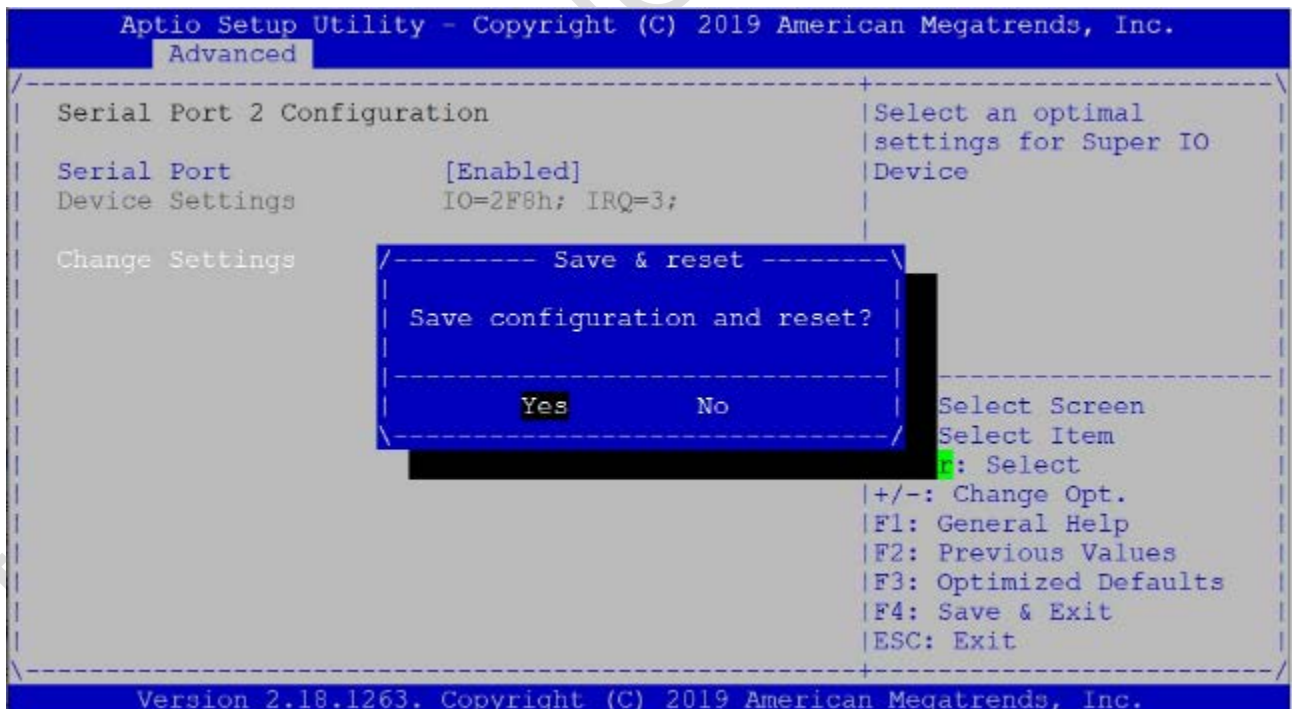 Aptio Setup Utility - Copyright (C) 2019 American Megatrends, Inc.
Advanced
Serial Port 2 Configuration
Serial Port [Enabled]
Device Settings IO=2F8h; IRQ=3;
Change Settings
Select an optimal
settings for Super IO
Device
Save & reset
Save configuration and reset?
Yes No
Select Screen
Select Item
r: Select
+/-: Change Opt.
F1: General Help
F2: Previous Values
F3: Optimized Defaults
F4: Save & Exit
ESC: Exit
Version 2.18.1263. Copyright (C) 2019 American Megatrends, Inc.